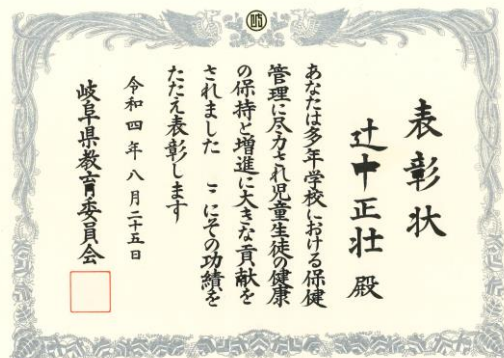 表彰状
辻中正壮 殿
あなたは多年学校における保健
管理に尽力され児童生徒の健康
の保持と増進に大きな貢献を
されました ここにその功績を
たたえ表彰します
令和四年八月二十五日
岐阜県教育委員会